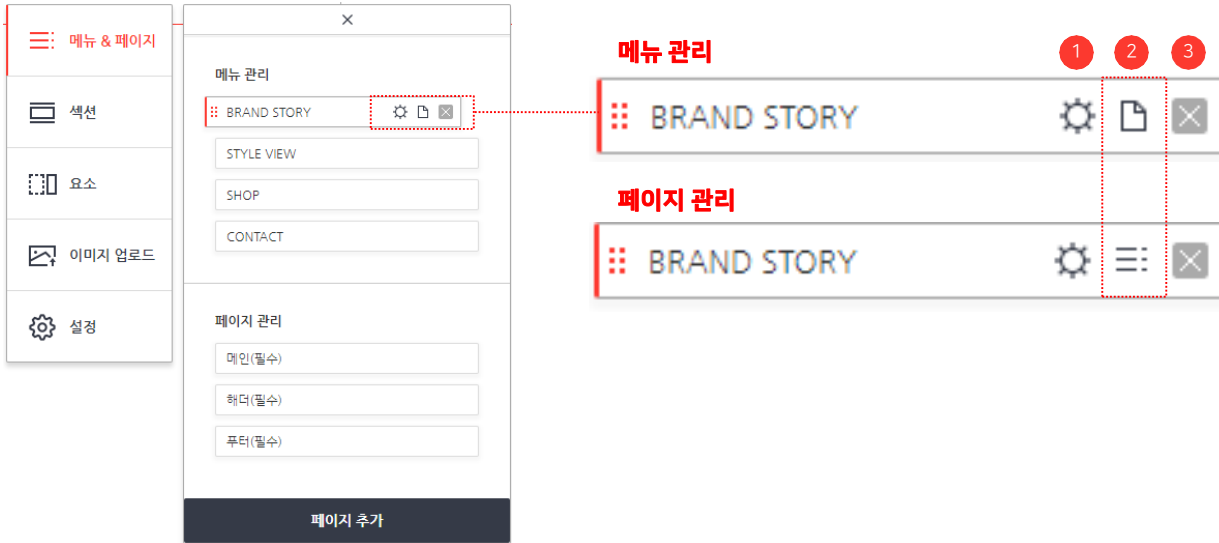 메뉴 & 페이지
섹션
요소
이미지 업로드
설정
메뉴 관리
BRAND STORY
STYLE VIEW
SHOP
CONTACT
페이지 관리
메인(필수)
해더(필수)
푸터(필수)
페이지 추가
메뉴 관리
1 2 3
BRAND STORY
페이지 관리
BRAND STORY